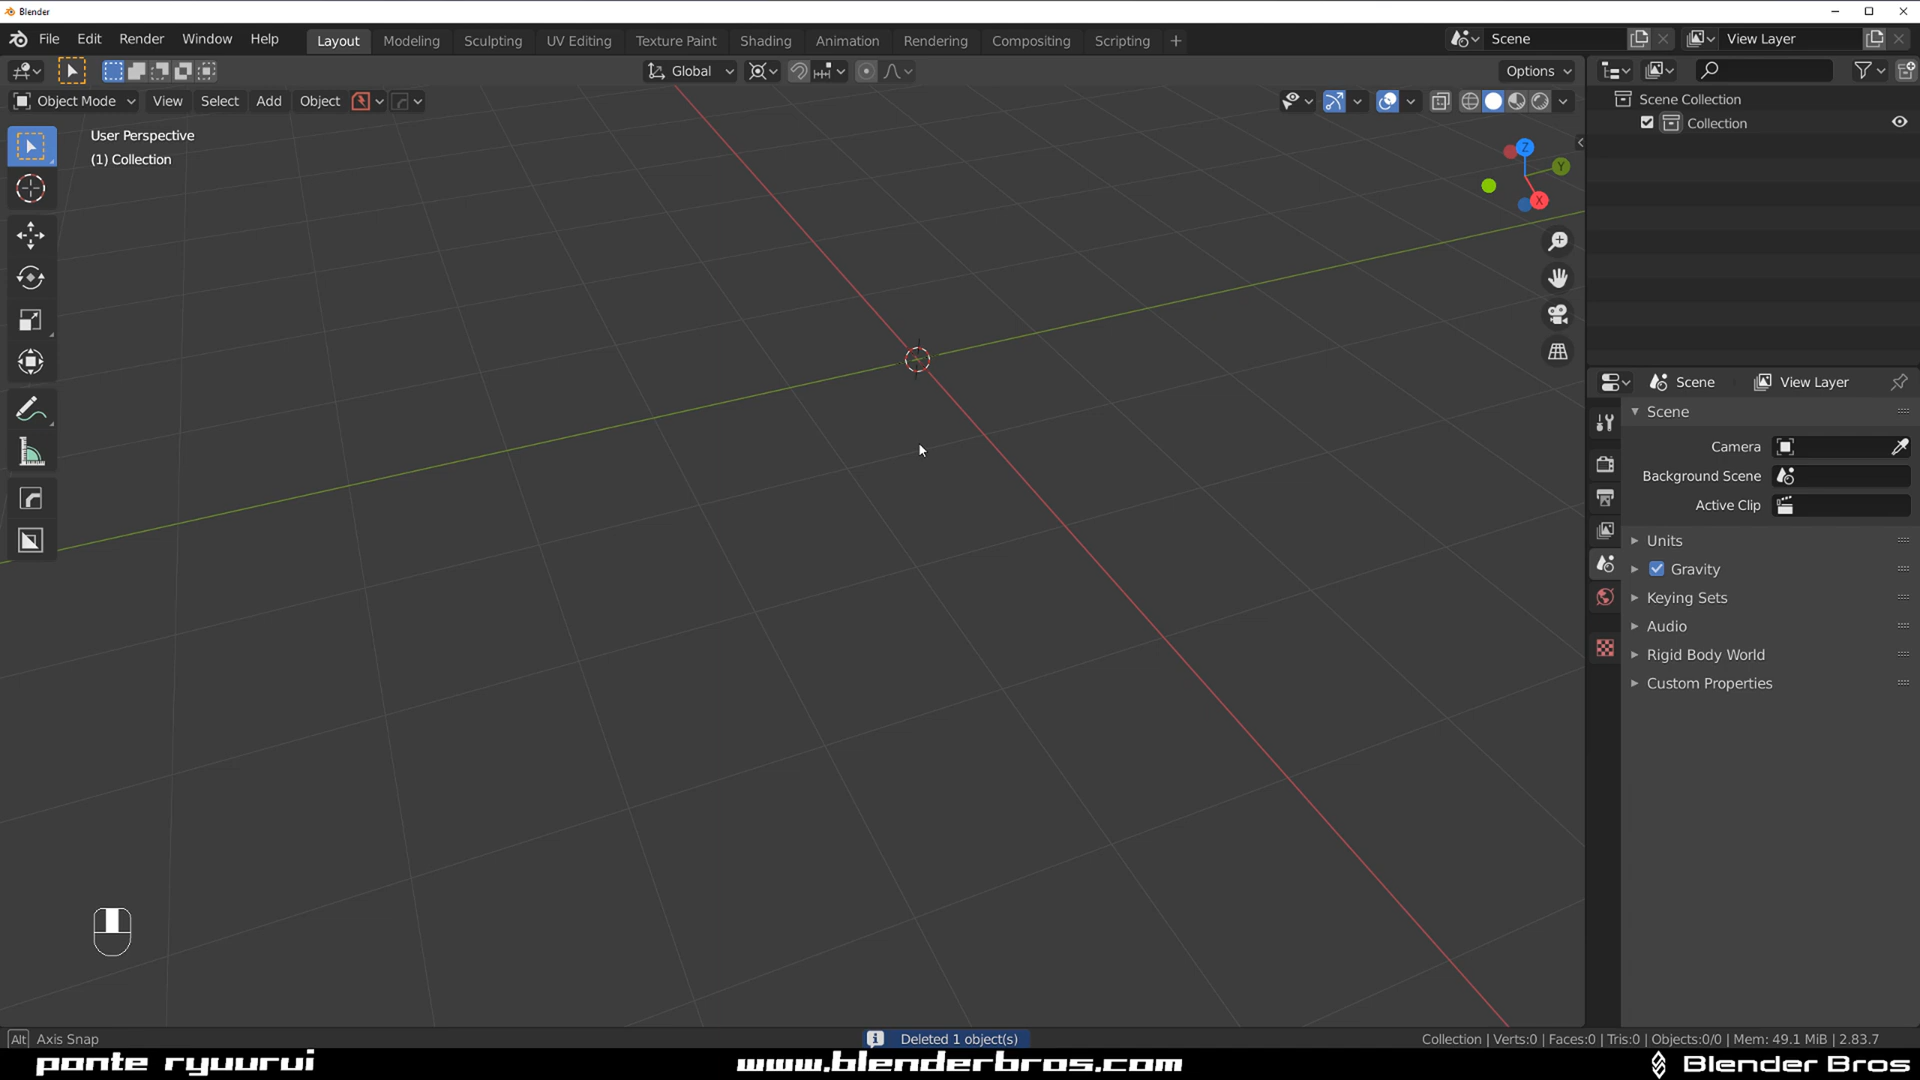 Blender
File Edit Render Window Help Layout Modeling Sculpting UV Editing Texture Paint Shading Animation Rendering Compositing Scripting + Scene View Layer
Global Options
Object Mode View Select Add Object
User Perspective
(1) Collection
Z
Y
X
Scene Collection
Collection
Scene View Layer
Scene
Camera
Background Scene
Active Clip
Units
Gravity
Keying Sets
Audio
Rigid Body World
Custom Properties
Alt Axis Snap Deleted 1 object(s) Collection | Verts:0 | Faces:0 | Tris:0 | Objects:0/0 | Mem: 49.1 MiB | 2.83.7
ponte ryuurui www.blenderbros.com Blender Bros